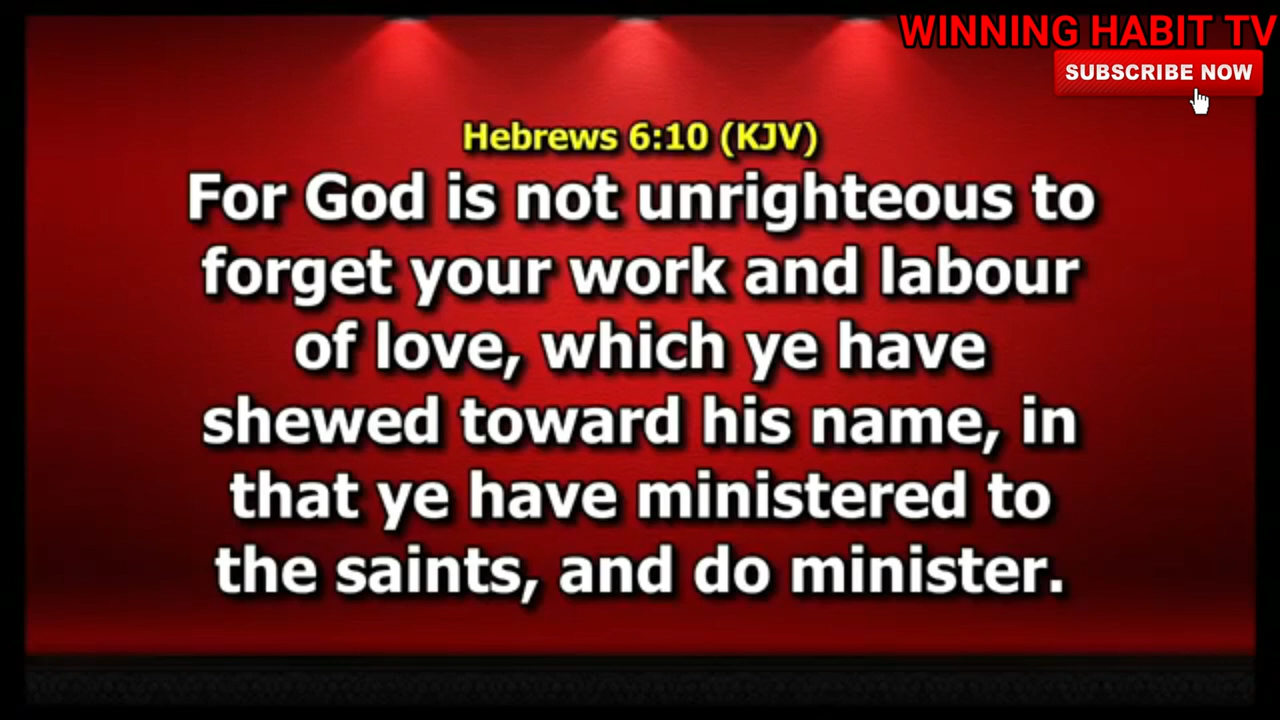 WINNING HABIT TV
SUBSCRIBE NOW
Hebrews 6:10 (KJV)
For God is not unrighteous to
forget your work and labour
of love, which ye have
shewed toward his name, in
that ye have ministered to
the saints, and do minister.